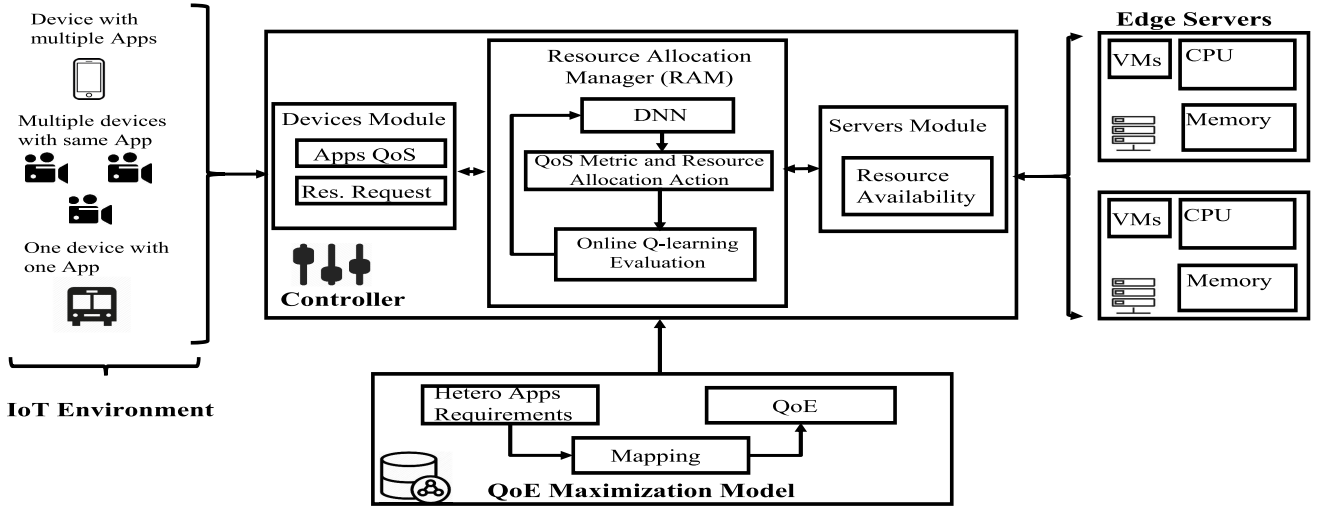 Device with
multiple Apps
Multiple devices
with same App
One device with
one App
IoT Environment
Devices Module
Apps QoS
Res. Request
Controller
Resource Allocation
Manager (RAM)
DNN
QoS Metric and Resource
Allocation Action
Online Q-learning
Evaluation
Servers Module
Resource
Availability
Edge Servers
VMs
CPU
Memory
VMs
CPU
Memory
Hetero Apps
Requirements
QoE
Mapping
QoE Maximization Model